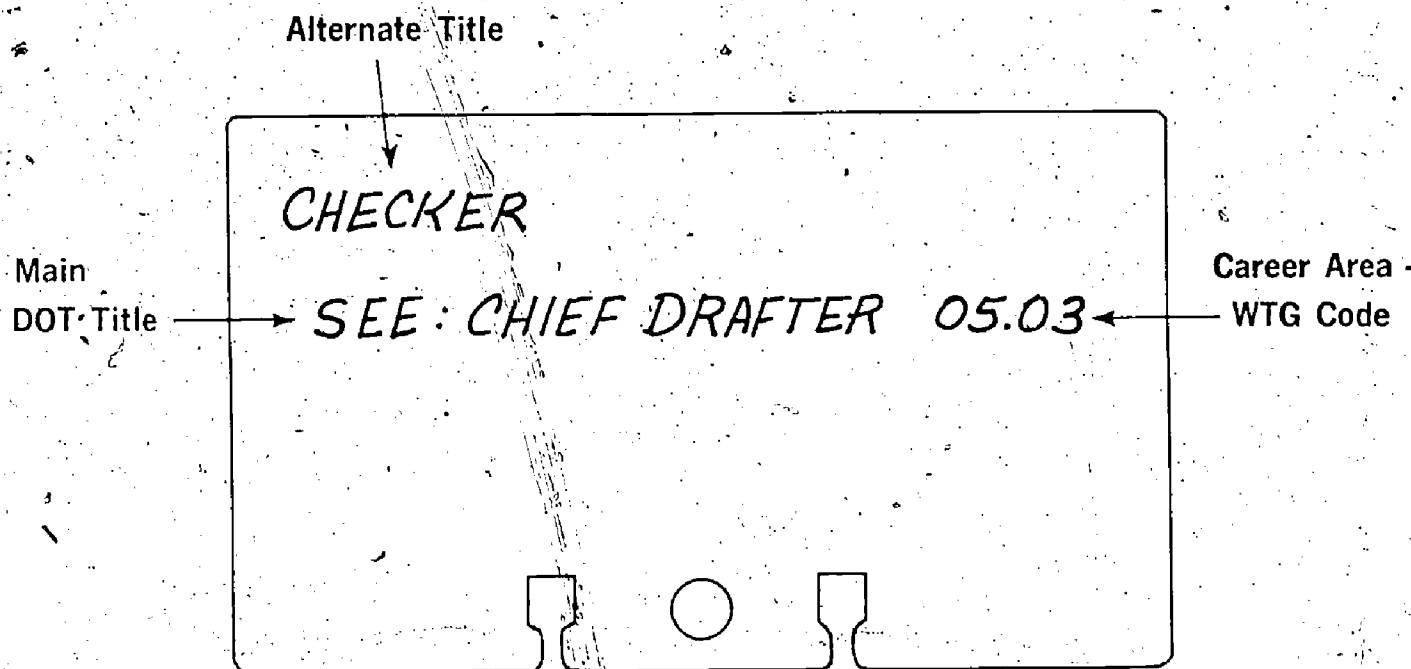 Alternate Title
CHECKER
Main
DOT Title
SEE: CHIEF DRAFTER 05.03
Career Area -
WTG Code